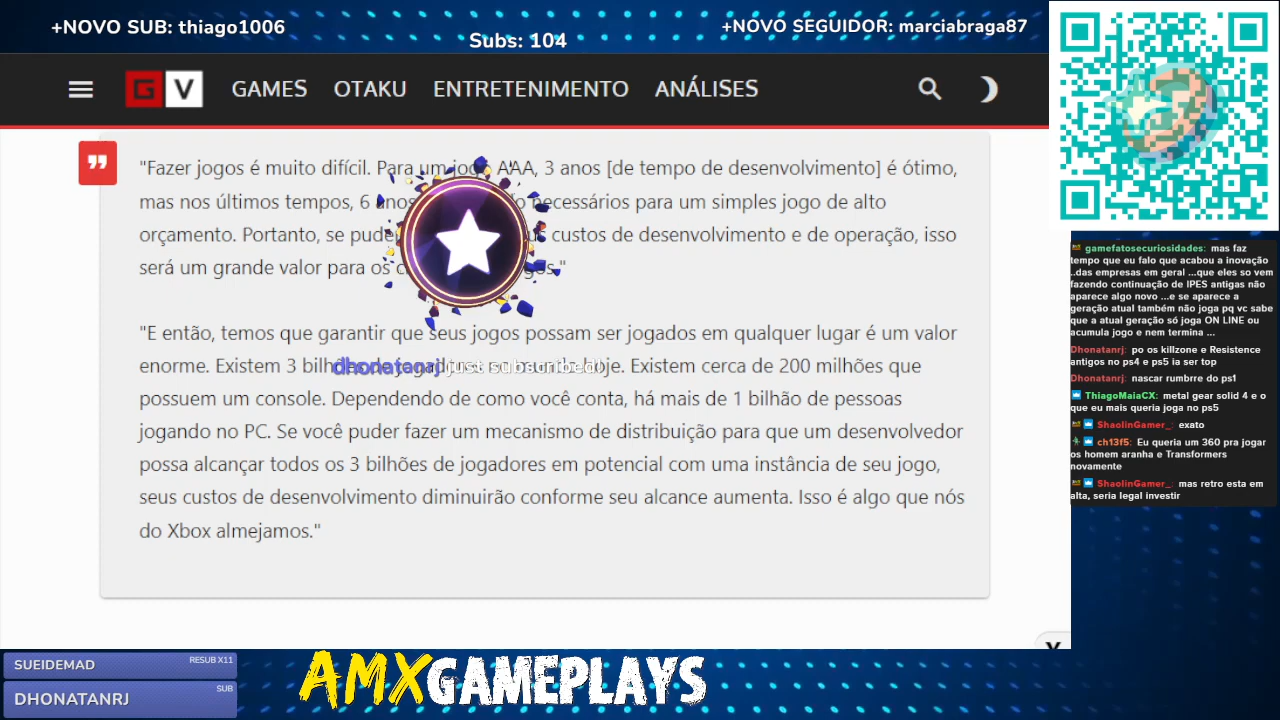 +NOVO SUB: thiago1006
Subs: 104
+NOVO SEGUIDOR: marciabraga87
G V
GAMES
OTAKU
ENTRETENIMENTO
ANÁLISES
"Fazer jogos é muito difícil. Para um jogo AAA, 3 anos [de tempo de desenvolvimento] é ótimo,
mas nos últimos tempos, 6 anos necessários para um simples jogo de alto
orçamento. Portanto, se puder custos de desenvolvimento e de operação, isso
será um grande valor para os
"E então, temos que garantir que seus jogos possam ser jogados em qualquer lugar é um valor
enorme. Existem 3 bilhões de hoje. Existem cerca de 200 milhões que
dhonatanrj just subscribed!
possuem um console. Dependendo de como você conta, há mais de 1 bilhão de pessoas
jogando no PC. Se você puder fazer um mecanismo de distribuição para que um desenvolvedor
possa alcançar todos os 3 bilhões de jogadores em potencial com uma instância de seu jogo,
seus custos de desenvolvimento diminuirão conforme seu alcance aumenta. Isso é algo que nós
do Xbox almejamos."
gamefatosecuriosidades: mas faz
tempo que eu falo que acabou a inovação
..das empresas em geral ...que eles so vem
fazendo continuação de IPES antigas não
aparece algo novo ...e se aparece a
geração atual também não joga pq vc sabe
que a atual geração só joga ON LINE ou
acumula jogo e nem termina ...
Dhonatanrj: po os killzone e Resistence
antigos no ps4 e ps5 ia ser top
Dhonatanrj: nascar rumbrre do ps1
ThiagoMaiaCX: metal gear solid 4 e o
que eu mais queria joga no ps5
ShaolinGamer_: exato
ch13f5: Eu queria um 360 pra jogar
os homem aranha e Transformers
novamente
ShaolinGamer_: mas retro esta em
alta, seria legal investir
SUEIDEMAD
RESUB X11
DHONATANRJ
SUB
AMXGAMEPLAYS